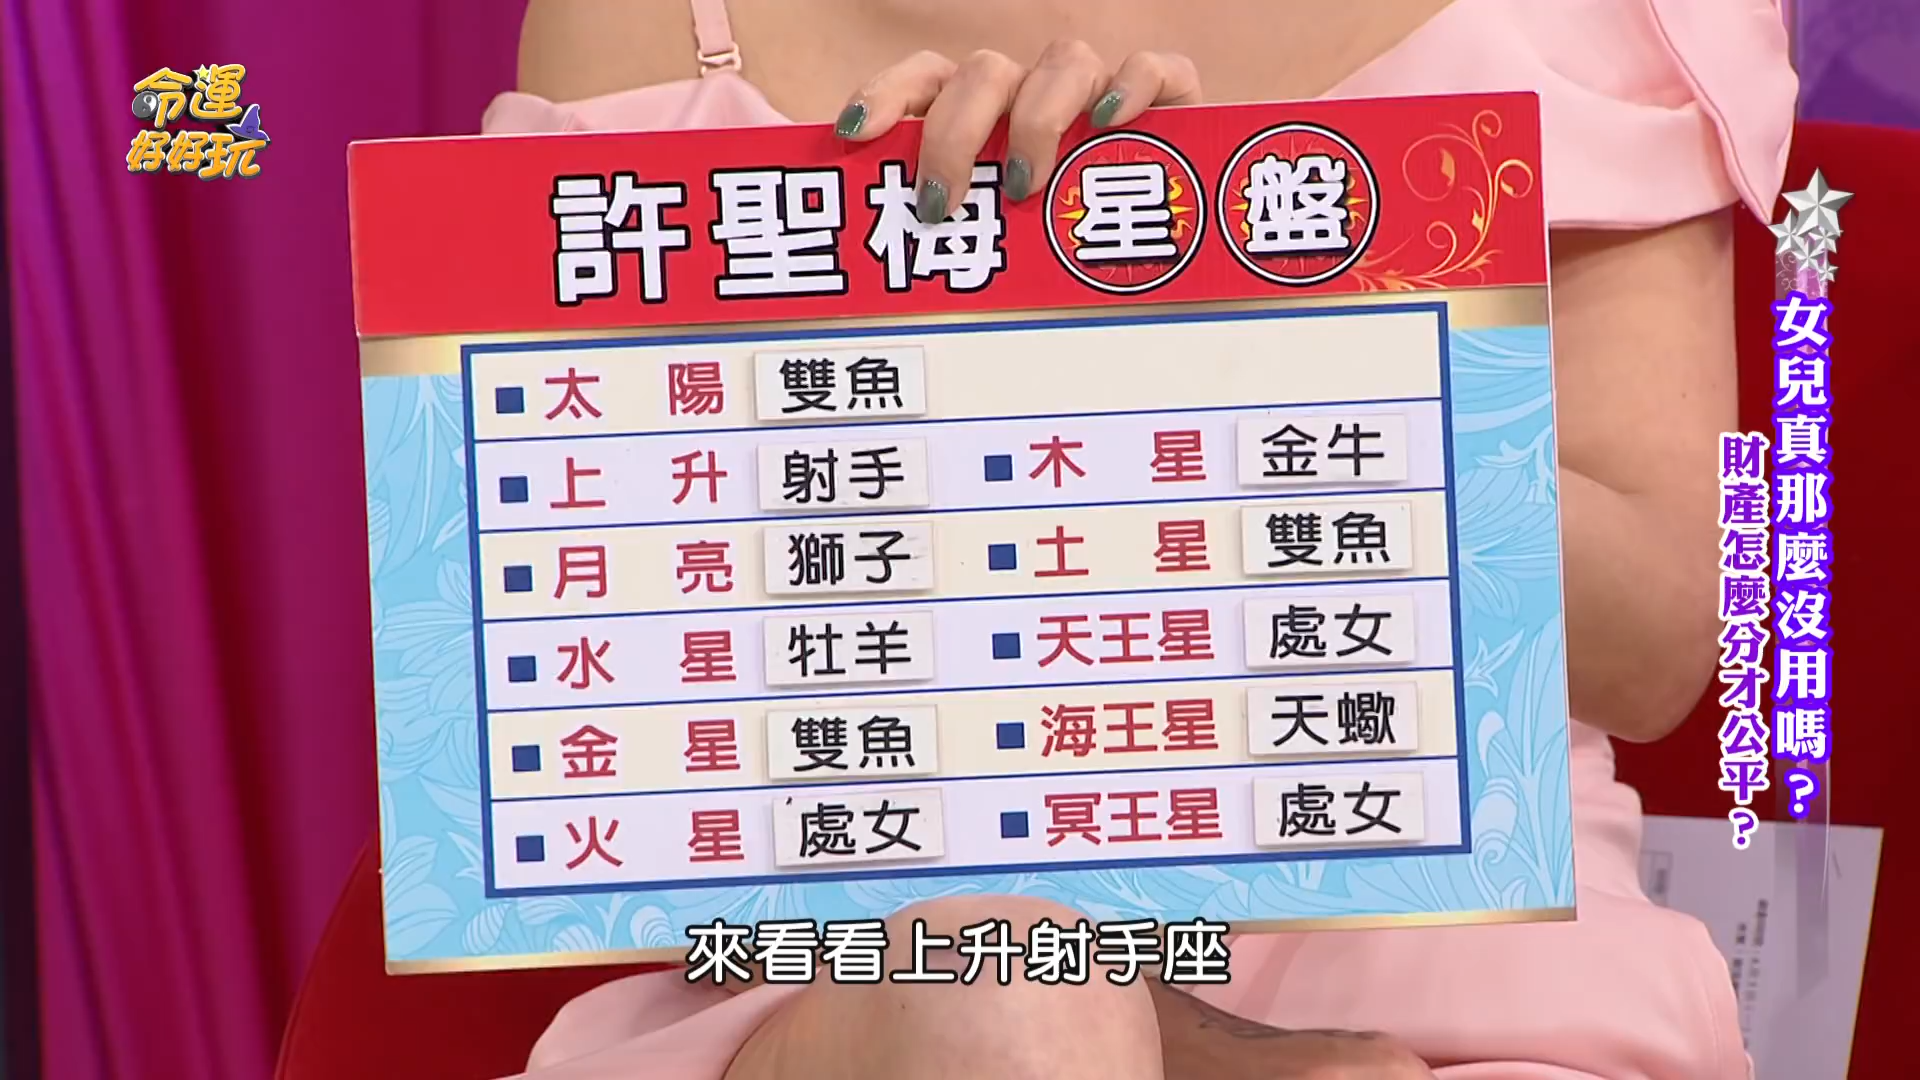 命運
好好玩
許聖梅星盤
太陽 雙魚
上升 射手
木星 金牛
月亮 獅子
土星 雙魚
水星 牡羊
天王星 處女
金星 雙魚
海王星 天蠍
火星 處女
冥王星 處女
女兒真那麼沒用嗎？
財產怎麼分才公平？
來看看上升射手座